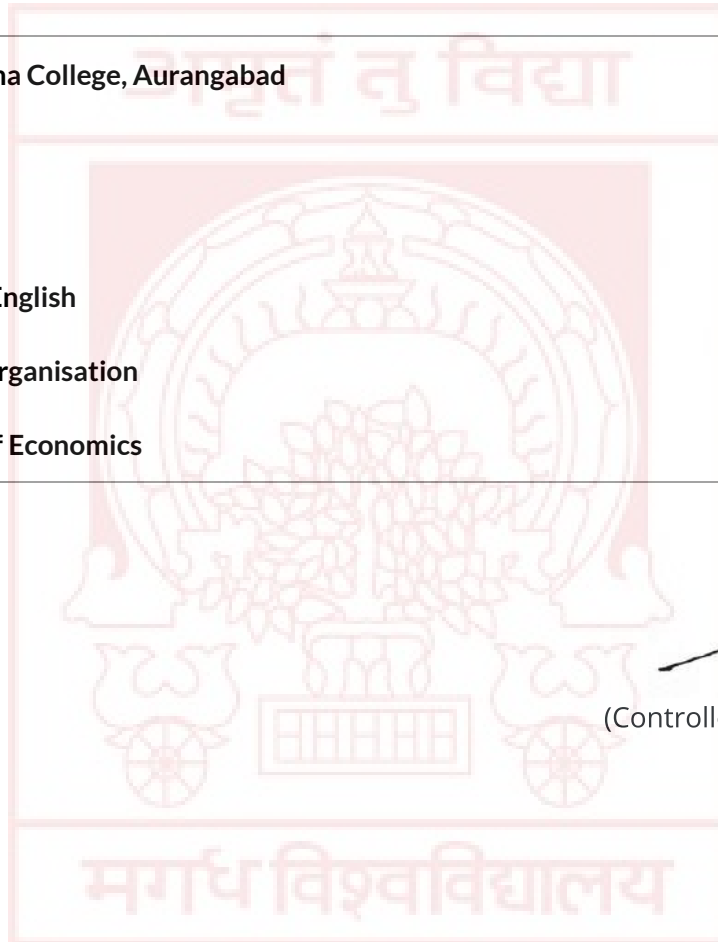 अमृतं तु विद्या
na College, Aurangabad
English
rganisation
f Economics
(Controll
मगध विश्वविद्यालय